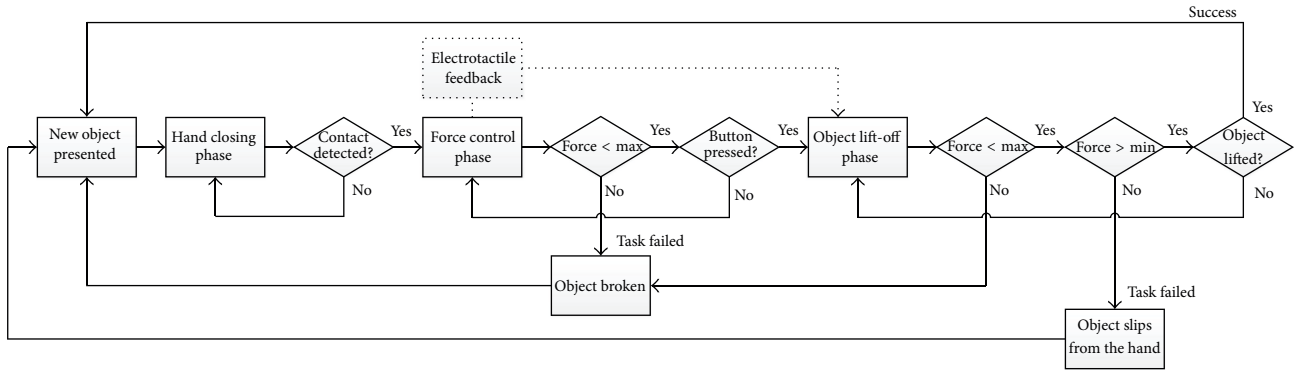 Success
Electrotactile
feedback
New object
presented
Hand closing
phase
Contact
detected?
Yes
No
Force control
phase
Force < max
Yes
No
Button
pressed?
Yes
No
Object lift-off
phase
Force < max
Yes
No
Force > min
Yes
No
Yes
Object
lifted?
No
Task failed
Object broken
Task failed
Object slips
from the hand